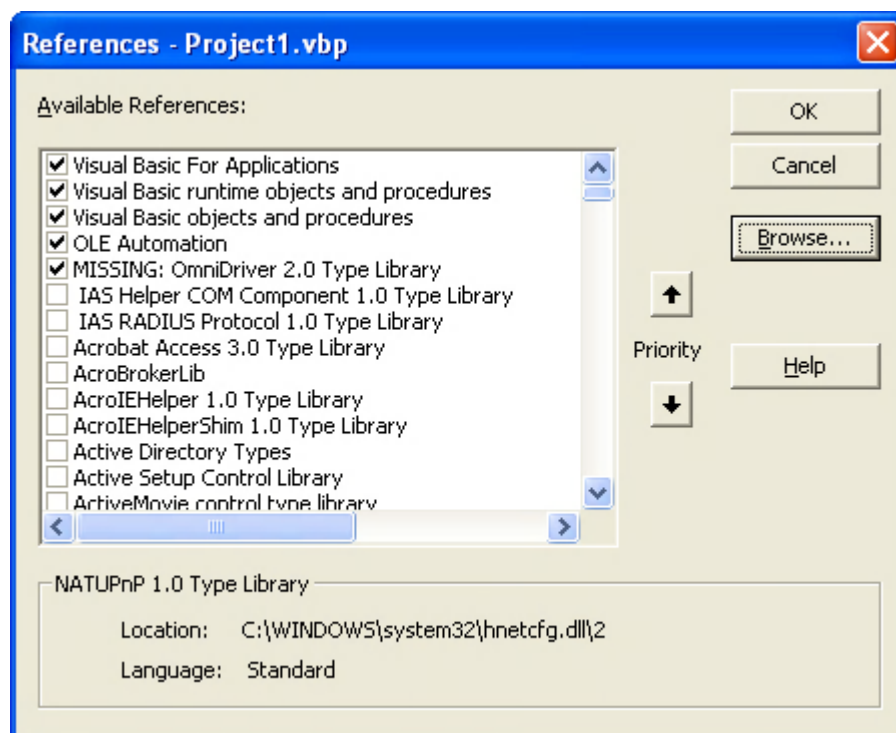 References - Project1.vbp
Available References:
OK
Cancel
Browse...
Help
Visual Basic For Applications
Visual Basic runtime objects and procedures
Visual Basic objects and procedures
OLE Automation
MISSING: OmniDriver 2.0 Type Library
IAS Helper COM Component 1.0 Type Library
IAS RADIUS Protocol 1.0 Type Library
Acrobat Access 3.0 Type Library
AcroBrokerLib
AcroIEHelper 1.0 Type Library
AcroIEHelperShim 1.0 Type Library
Active Directory Types
Active Setup Control Library
ActiveMovie control type library
Priority
NATUPnP 1.0 Type Library
Location: C:\WINDOWS\system32\hnetcfg.dll\2
Language: Standard